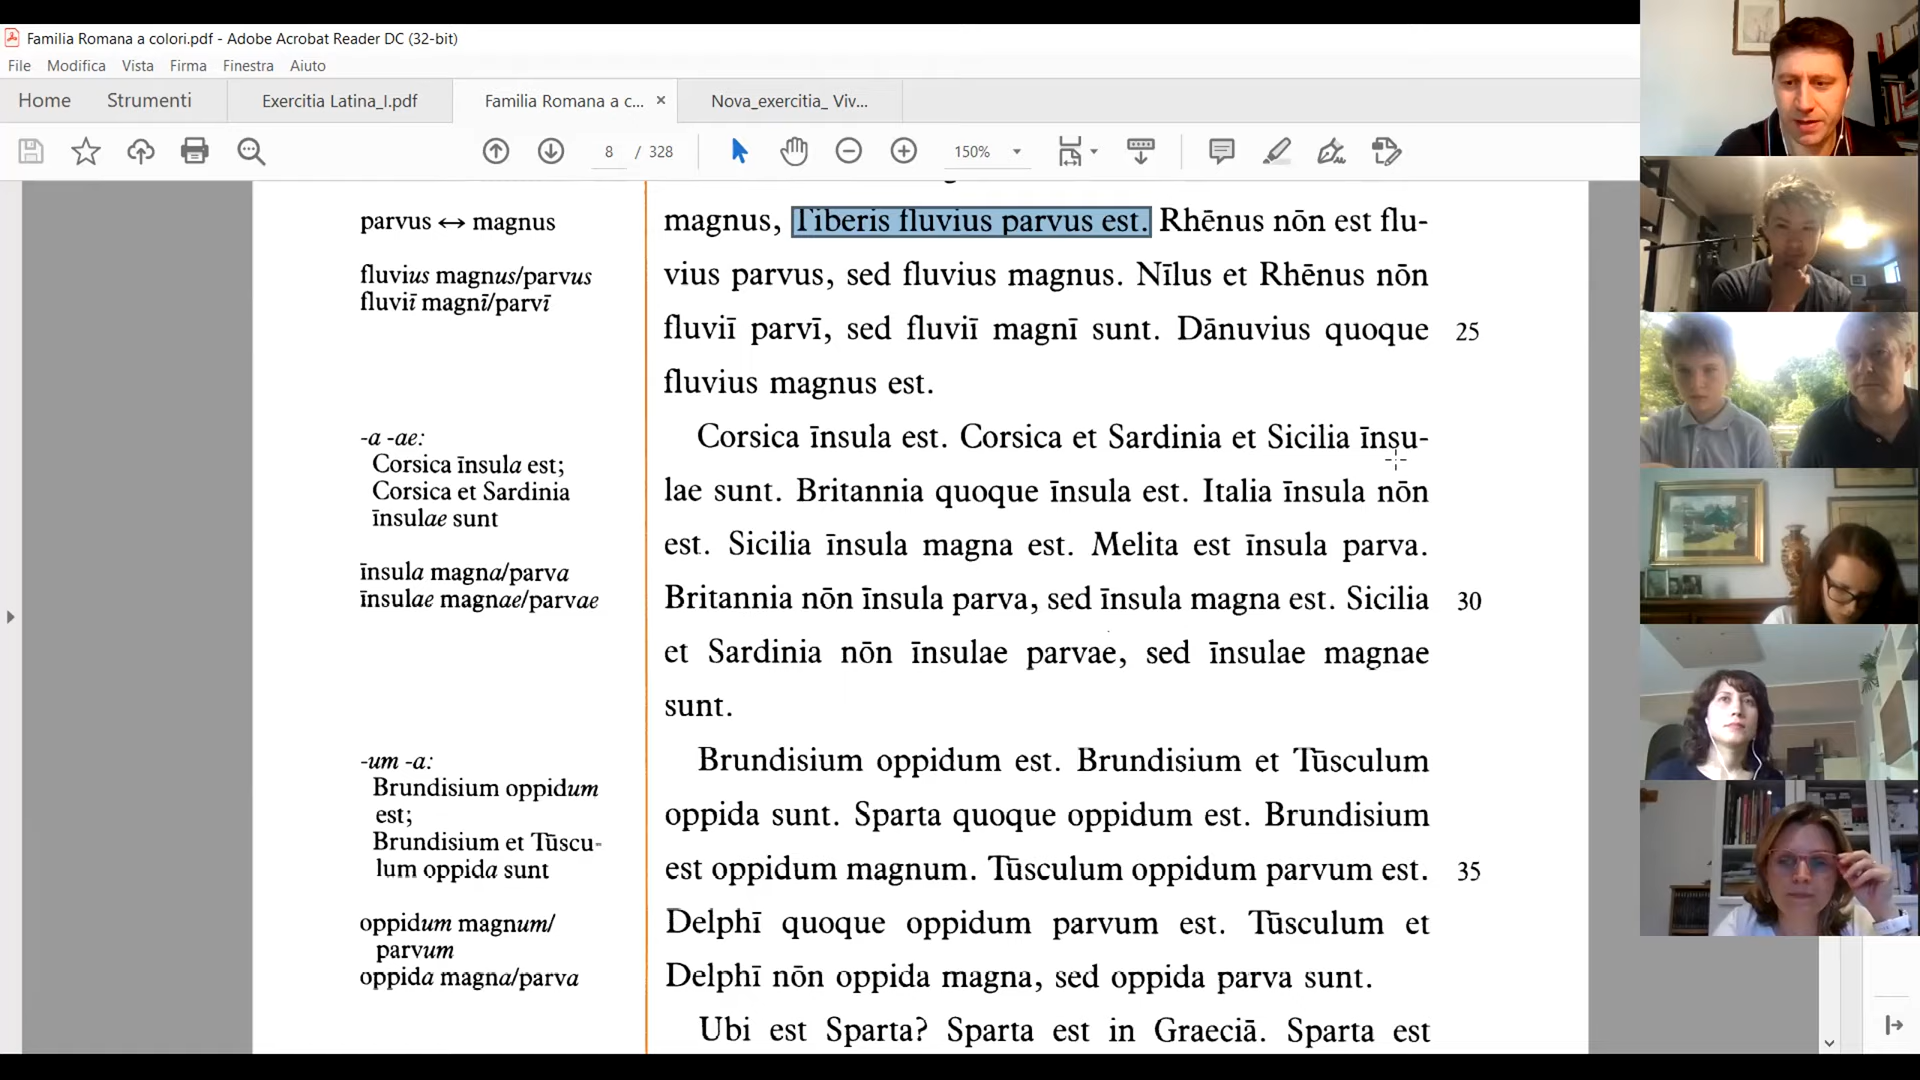 Familia Romana a colori.pdf - Adobe Acrobat Reader DC (32-bit)
File Modifica Vista Firma Finestra Aiuto
Home Strumenti Exercitia Latina_I.pdf Familia Romana a c... × Nova_exercitia_ Viv...
8 / 328 150%
parvus ↔ magnus
fluvius magnus/parvus
fluviī magnī/parvī
-a -ae:
Corsica īnsula est;
Corsica et Sardinia
īnsulae sunt
īnsula magna/parva
īnsulae magnae/parvae
-um -a:
Brundisium oppidum
est;
Brundisium et Tūscu-
lum oppida sunt
oppidum magnum/
parvum
oppida magna/parva
magnus, Tiberis fluvius parvus est. Rhēnus nōn est flu-
vius parvus, sed fluvius magnus. Nīlus et Rhēnus nōn
fluviī parvī, sed fluviī magnī sunt. Dānuvius quoque 25
fluvius magnus est.
Corsica īnsula est. Corsica et Sardinia et Sicilia īnsu-
lae sunt. Britannia quoque īnsula est. Italia īnsula nōn
est. Sicilia īnsula magna est. Melita est īnsula parva.
Britannia nōn īnsula parva, sed īnsula magna est. Sicilia 30
et Sardinia nōn īnsulae parvae, sed īnsulae magnae
sunt.
Brundisium oppidum est. Brundisium et Tūsculum
oppida sunt. Sparta quoque oppidum est. Brundisium
est oppidum magnum. Tūsculum oppidum parvum est. 35
Delphī quoque oppidum parvum est. Tūsculum et
Delphī nōn oppida magna, sed oppida parva sunt.
Ubi est Sparta? Sparta est in Graeciā. Sparta est